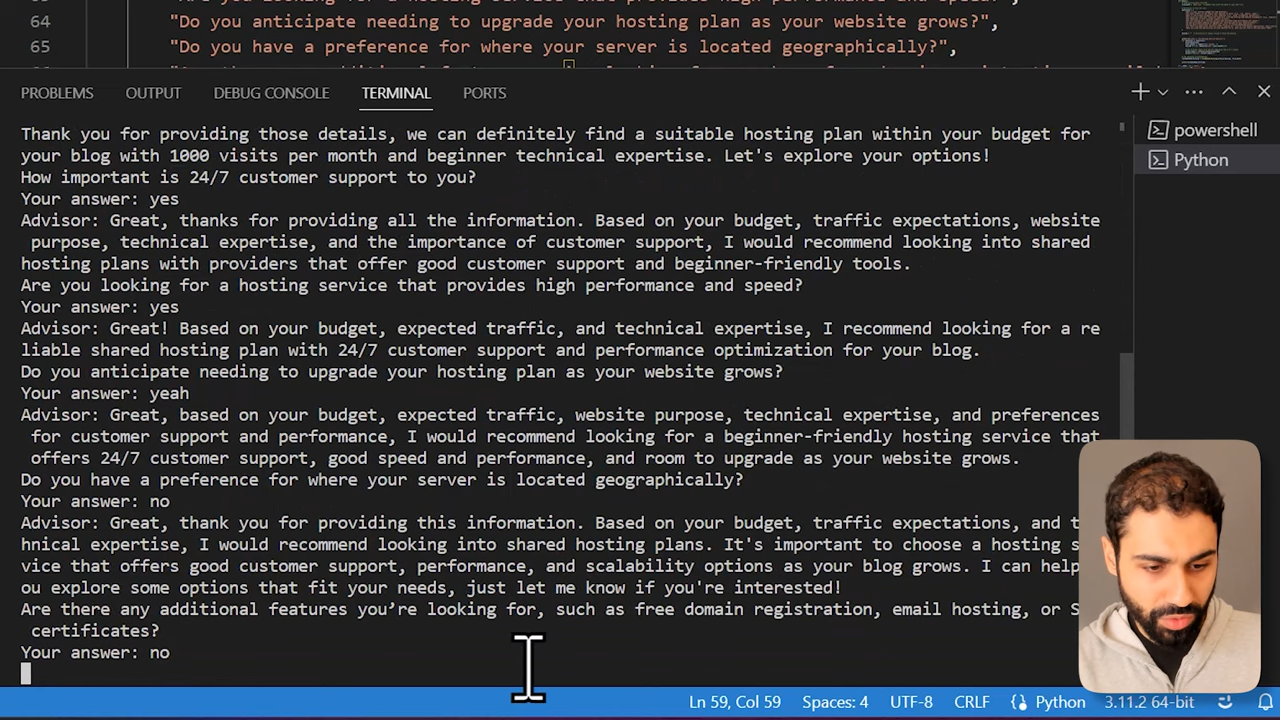 64 "Do you anticipate needing to upgrade your hosting plan as your website grows?",
65 "Do you have a preference for where your server is located geographically?",
PROBLEMS OUTPUT DEBUG CONSOLE TERMINAL PORTS
powershell
Python
Thank you for providing those details, we can definitely find a suitable hosting plan within your budget for
your blog with 1000 visits per month and beginner technical expertise. Let's explore your options!
How important is 24/7 customer support to you?
Your answer: yes
Advisor: Great, thanks for providing all the information. Based on your budget, traffic expectations, website
purpose, technical expertise, and the importance of customer support, I would recommend looking into shared
hosting plans with providers that offer good customer support and beginner-friendly tools.
Are you looking for a hosting service that provides high performance and speed?
Your answer: yes
Advisor: Great! Based on your budget, expected traffic, and technical expertise, I recommend looking for a re
liable shared hosting plan with 24/7 customer support and performance optimization for your blog.
Do you anticipate needing to upgrade your hosting plan as your website grows?
Your answer: yeah
Advisor: Great, based on your budget, expected traffic, website purpose, technical expertise, and preferences
for customer support and performance, I would recommend looking for a beginner-friendly hosting service that
offers 24/7 customer support, good speed and performance, and room to upgrade as your website grows.
Do you have a preference for where your server is located geographically?
Your answer: no
Advisor: Great, thank you for providing this information. Based on your budget, traffic expectations, and
hnical expertise, I would recommend looking into shared hosting plans. It's important to choose a hosting
vice that offers good customer support, performance, and scalability options as your blog grows. I can help
ou explore some options that fit your needs, just let me know if you're interested!
Are there any additional features you’re looking for, such as free domain registration, email hosting, or
certificates?
Your answer: no
Ln 59, Col 59 Spaces: 4 UTF-8 CRLF Python 3.11.2 64-bit